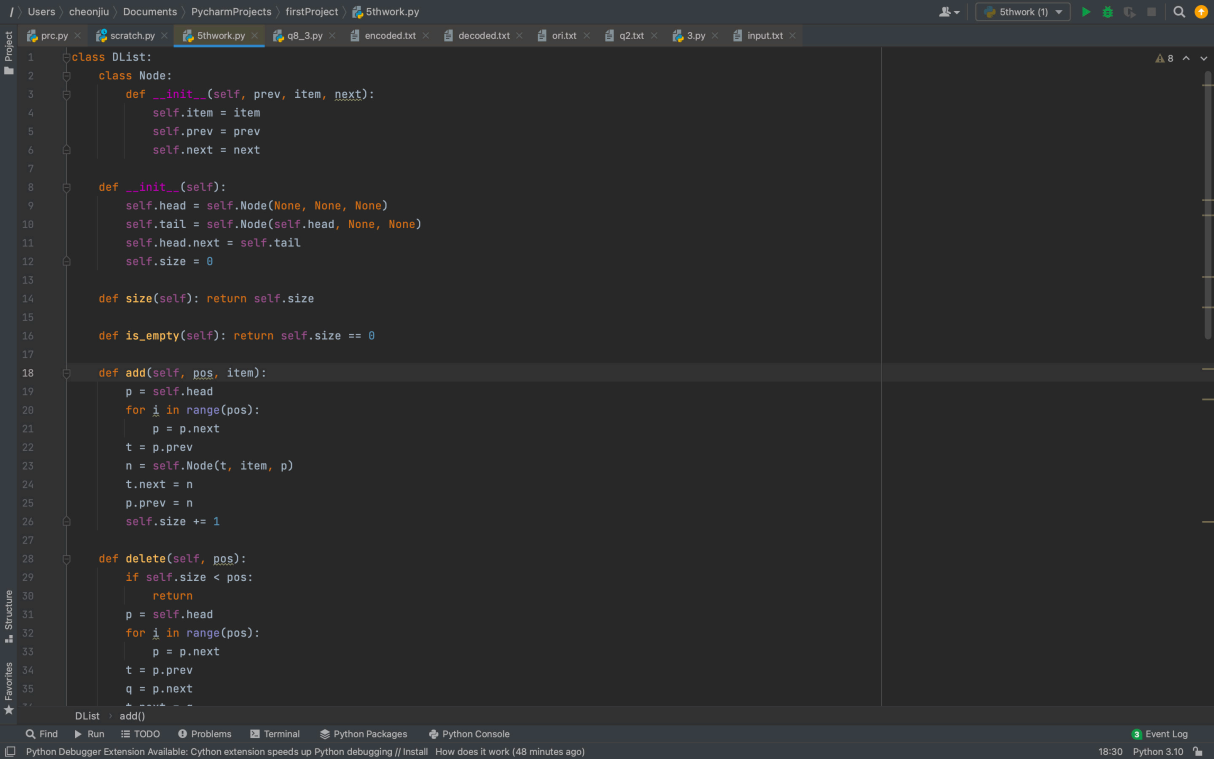 / Users cheonjiu Documents PycharmProjects firstProject 5thwork.py 5thwork (1)
prc.py scratch.py 5thwork.py q8_3.py encoded.txt decoded.txt ori.txt q2.txt 3.py input.txt
Project
Structure
Favorites
8
1 class DList:
2     class Node:
3         def __init__(self, prev, item, next):
4             self.item = item
5             self.prev = prev
6             self.next = next
7
8     def __init__(self):
9         self.head = self.Node(None, None, None)
10         self.tail = self.Node(self.head, None, None)
11         self.head.next = self.tail
12         self.size = 0
13
14     def size(self): return self.size
15
16     def is_empty(self): return self.size == 0
17
18     def add(self, pos, item):
19         p = self.head
20         for i in range(pos):
21             p = p.next
22         t = p.prev
23         n = self.Node(t, item, p)
24         t.next = n
25         p.prev = n
26         self.size += 1
27
28     def delete(self, pos):
29         if self.size < pos:
30             return
31         p = self.head
32         for i in range(pos):
33             p = p.next
34         t = p.prev
35         q = p.next
DList add()
Find Run TODO Problems Terminal Python Packages Python Console 3 Event Log
Python Debugger Extension Available: Cython extension speeds up Python debugging // Install How does it work (48 minutes ago) 18:30 Python 3.10